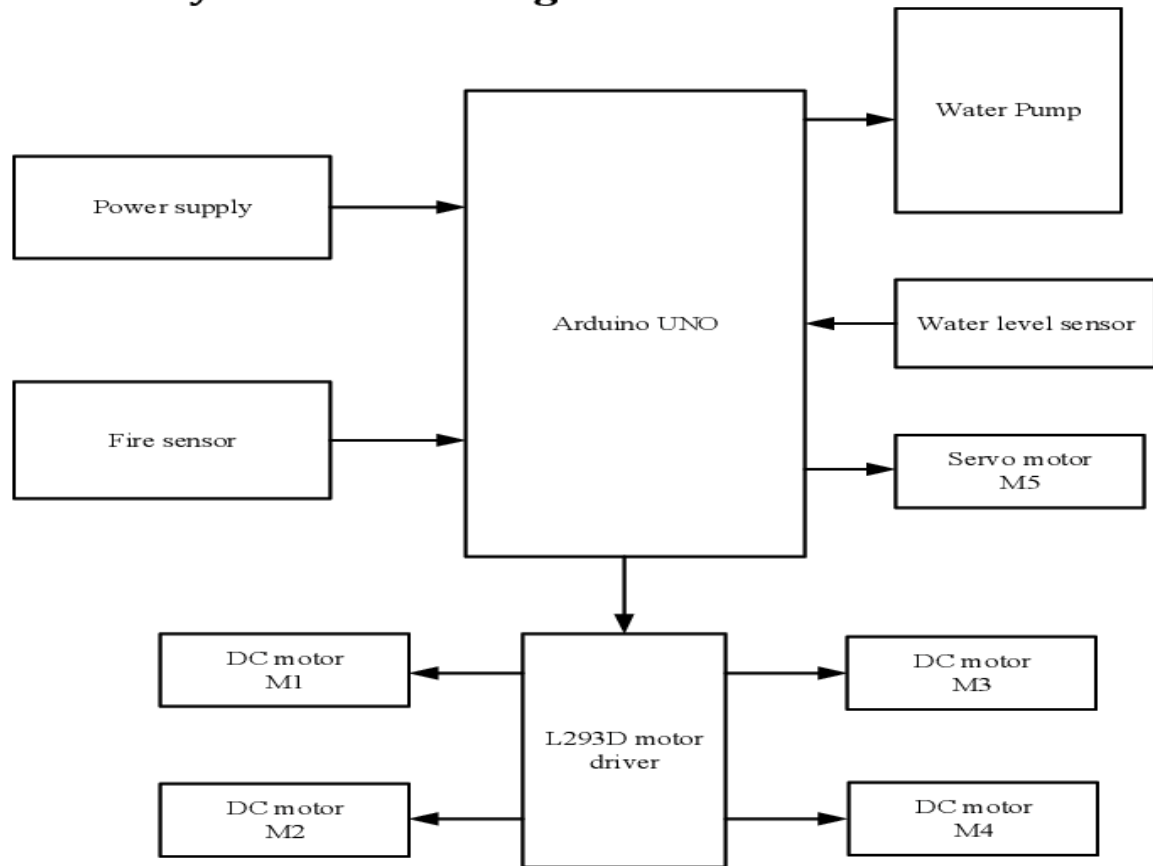 Water Pump
Power supply
Arduino UNO
Water level sensor
Fire sensor
Servo motor
M5
DC motor
M1
DC motor
M3
L293D motor
driver
DC motor
M2
DC motor
M4